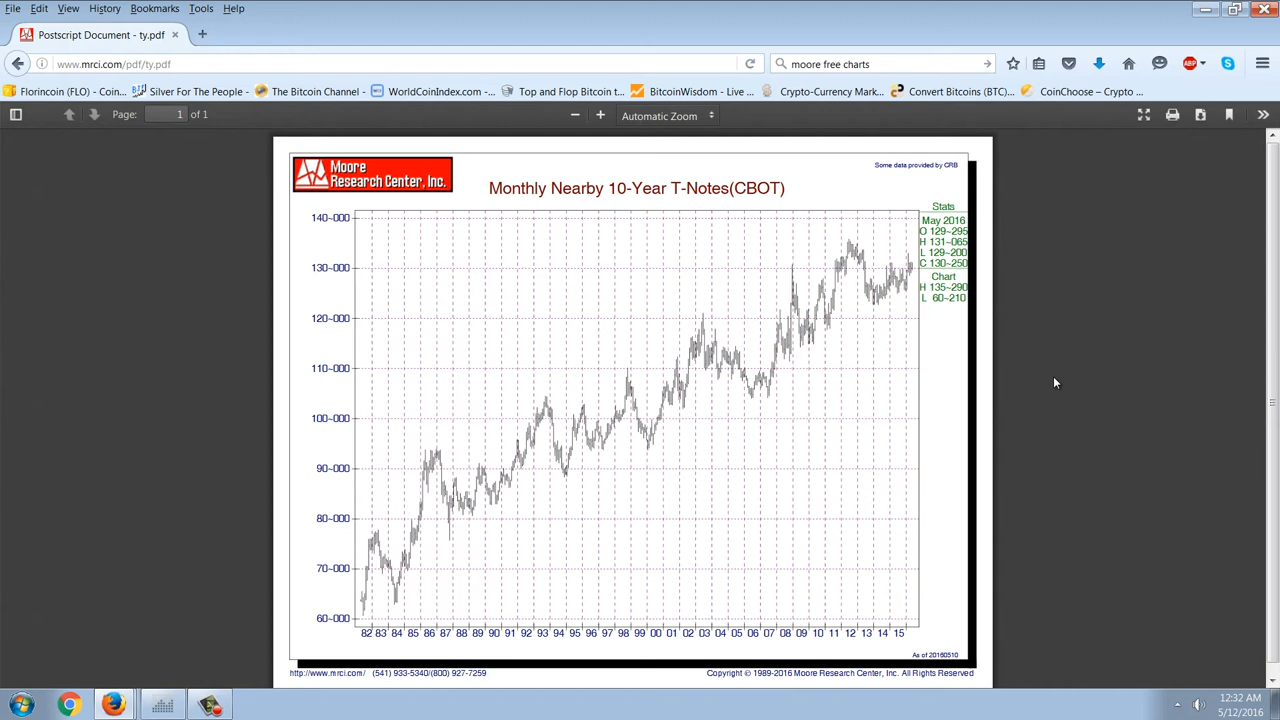 File Edit View History Bookmarks Tools Help
Postscript Document - ty.pdf
www.mrci.com/pdf/ty.pdf
moore free charts
ABP
Florincoin (FLO) - Coin...
Silver For The People - ...
The Bitcoin Channel - ...
WorldCoinIndex.com -...
Top and Flop Bitcoin t...
BitcoinWisdom - Live ...
Crypto-Currency Mark...
Convert Bitcoins (BTC)...
CoinChoose – Crypto ...
Page: 1 of 1
Automatic Zoom
Moore
Research Center, Inc.
Some data provided by CRB
Monthly Nearby 10-Year T-Notes(CBOT)
Stats
May 2016
O 129~295
H 131~065
L 129~200
C 130~250
Chart
H 135~290
L 60~210
140~000
130~000
120~000
110~000
100~000
90~000
80~000
70~000
60~000
82 83 84 85 86 87 88 89 90 91 92 93 94 95 96 97 98 99 00 01 02 03 04 05 06 07 08 09 10 11 12 13 14 15
As of 20160510
http://www.mrci.com/ (541) 933-5340/(800) 927-7259
Copyright © 1989-2016 Moore Research Center, Inc. All Rights Reserved
12:32 AM
5/12/2016